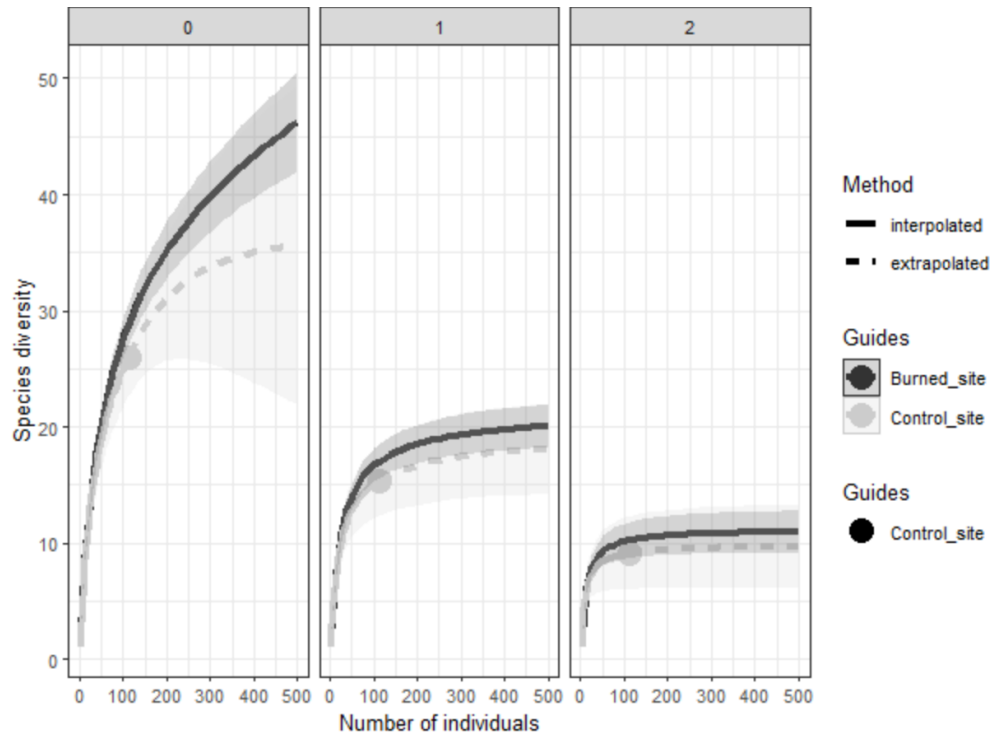 0 1 2
50
40
30
20
10
0
Species diversity
0 100 200 300 400 500 0 100 200 300 400 500 0 100 200 300 400 500
Number of individuals
Method
interpolated
extrapolated
Guides
Burned_site
Control_site
Guides
Control_site